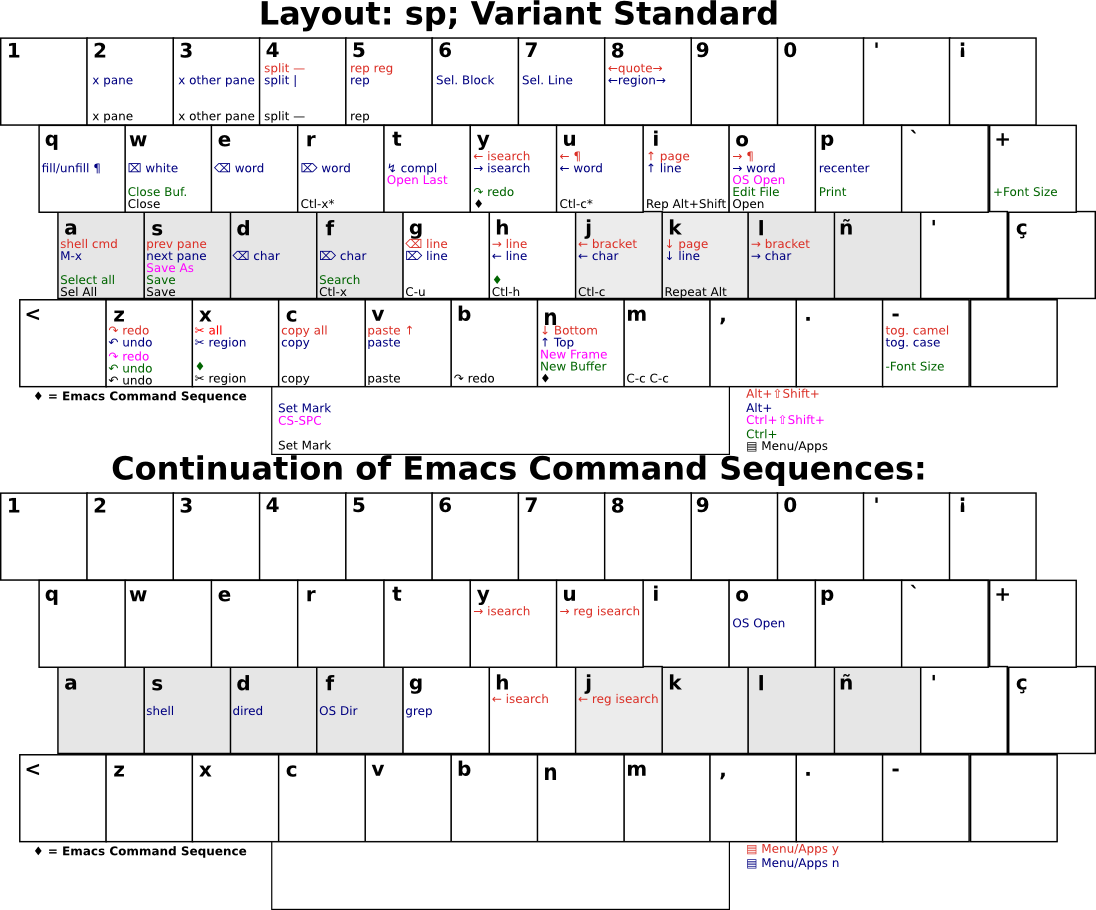 Layout: sp; Variant Standard
1 2 3 4 5 6 7 8 9 0 ' ¡
split — rep reg ←quote→
x pane x other pane split | rep Sel. Block Sel. Line ←region→
x pane x other pane split — rep
q w e r t y u i o p ` +
← isearch ← ¶ ↑ page → ¶
fill/unfill ¶ ⌧ white ⌫ word ⌦ word ↯ compl → isearch ← word ↑ line → word recenter
Open Last OS Open
Close Buf. ↷ redo Edit File Print +Font Size
Close Ctl-x* ♦ Ctl-c* Rep Alt+Shift Open
a s d f g h j k l ñ ' ç
shell cmd prev pane ⌫ line → line ← bracket ↓ page → bracket
M-x next pane ⌫ char ⌦ char ⌦ line ← line ← char ↓ line → char
Save As
Select all Save Search ♦
Sel All Save Ctl-x C-u Ctl-h Ctl-c Repeat Alt
< z x c v b n m , . -
↷ redo ✂ all copy all paste ↑ ↓ Bottom tog. camel
↶ undo ✂ region copy paste ↑ Top tog. case
↷ redo New Frame
↶ undo ♦ New Buffer -Font Size
↶ undo ✂ region copy paste ↷ redo ♦ C-c C-c
♦ = Emacs Command Sequence Alt+⇧Shift+
Set Mark Alt+
CS-SPC Ctrl+⇧Shift+
Ctrl+
Set Mark ▤ Menu/Apps
Continuation of Emacs Command Sequences:
1 2 3 4 5 6 7 8 9 0 ' ¡
q w e r t y u i o p ` +
→ isearch → reg isearch
OS Open
a s d f g h j k l ñ ' ç
← isearch ← reg isearch
shell dired OS Dir grep
< z x c v b n m , . -
♦ = Emacs Command Sequence ▤ Menu/Apps y
▤ Menu/Apps n